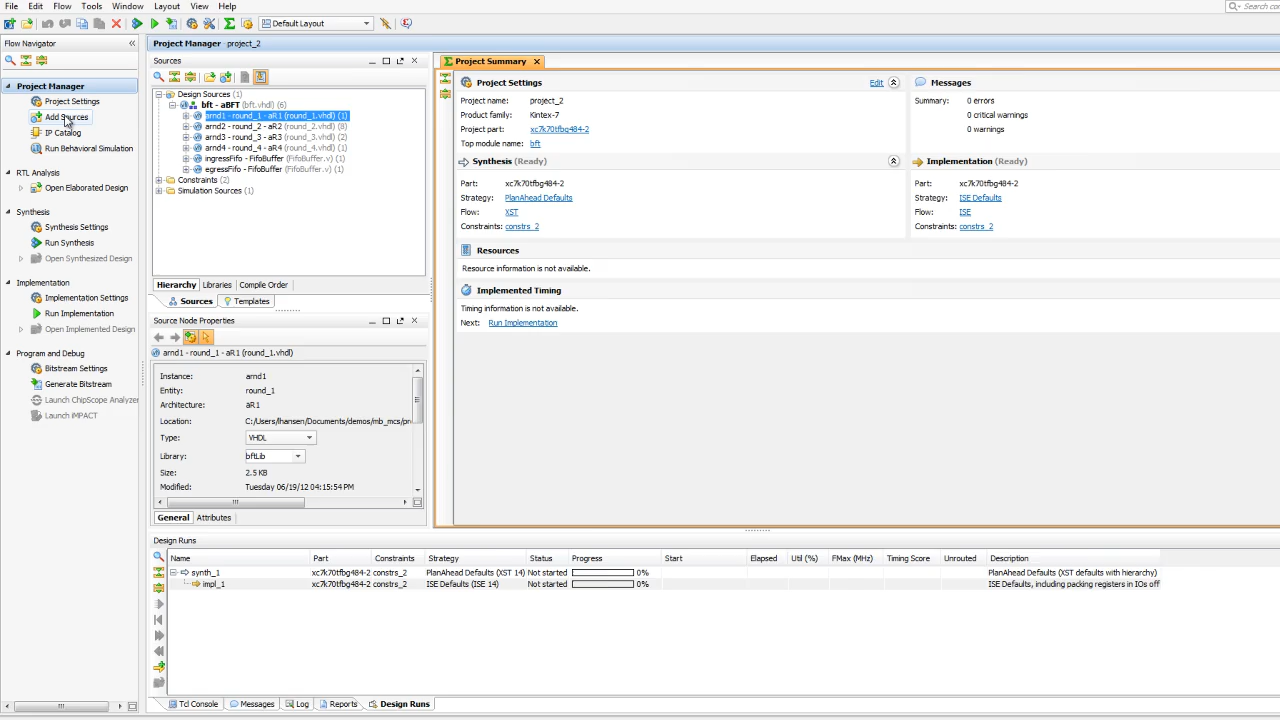 File Edit Flow Tools Window Layout View Help
Search comm
Default Layout
Flow Navigator
Project Manager
Project Settings
Add Sources
IP Catalog
Run Behavioral Simulation
RTL Analysis
Open Elaborated Design
Synthesis
Synthesis Settings
Run Synthesis
Open Synthesized Design
Implementation
Implementation Settings
Run Implementation
Open Implemented Design
Program and Debug
Bitstream Settings
Generate Bitstream
Launch ChipScope Analyzer
Launch iMPACT
Project Manager - project_2
Sources
Design Sources (1)
bft - aBFT (bft.vhd) (6)
arnd1 - round_1 - aR1 (round_1.vhd) (1)
arnd2 - round_2 - aR2 (round_2.vhd) (8)
arnd3 - round_3 - aR3 (round_3.vhd) (2)
arnd4 - round_4 - aR4 (round_4.vhd) (1)
ingressFifo - FifoBuffer (FifoBuffer.v) (1)
egressFifo - FifoBuffer (FifoBuffer.v) (1)
Constraints (2)
Simulation Sources (1)
Hierarchy Libraries Compile Order
Sources Templates
Source Node Properties
arnd1 - round_1 - aR1 (round_1.vhd)
Instance: arnd1
Entity: round_1
Architecture: aR1
Location: C:/Users/lhansen/Documents/demos/mb_mcs/pr
Type: VHDL
Library: bftLib
Size: 2.5 KB
Modified: Tuesday 06/19/12 04:15:54 PM
General Attributes
Project Summary
Project Settings Edit
Project name: project_2
Product family: Kintex-7
Project part: xc7k70tfbg484-2
Top module name: bft
Messages
Summary: 0 errors
0 critical warnings
0 warnings
Synthesis (Ready)
Part: xc7k70tfbg484-2
Strategy: PlanAhead Defaults
Flow: XST
Constraints: constrs_2
Implementation (Ready)
Part: xc7k70tfbg484-2
Strategy: ISE Defaults
Flow: ISE
Constraints: constrs_2
Resources
Resource information is not available.
Implemented Timing
Timing information is not available.
Next: Run Implementation
Design Runs
Name Part Constraints Strategy Status Progress Start Elapsed Util (%) FMax (MHz) Timing Score Unrouted Description
synth_1 xc7k70tfbg484-2 constrs_2 PlanAhead Defaults (XST 14) Not started 0% PlanAhead Defaults (XST defaults with hierarchy)
impl_1 xc7k70tfbg484-2 constrs_2 ISE Defaults (ISE 14) Not started 0% ISE Defaults, including packing registers in IOs off
Tcl Console Messages Log Reports Design Runs